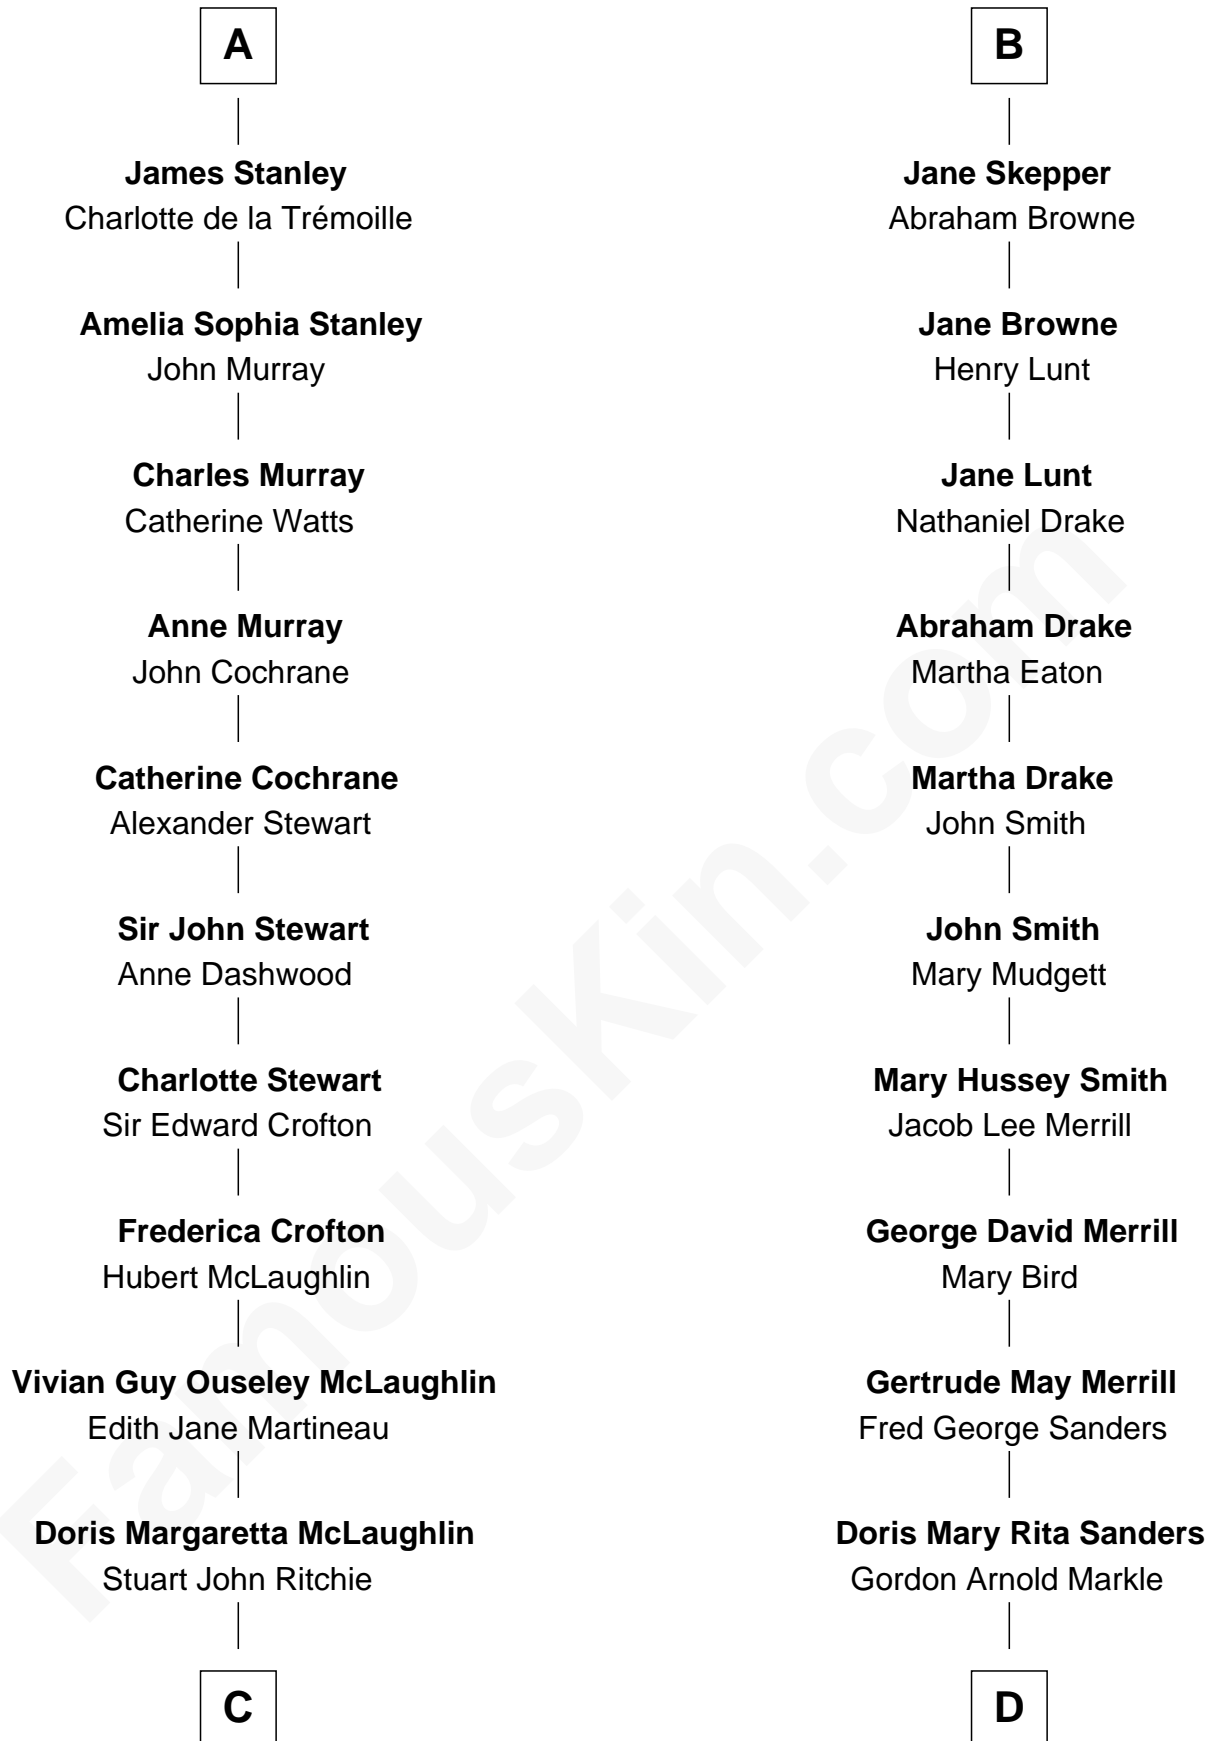 A
James Stanley
Charlotte de la Trémoille
Amelia Sophia Stanley
John Murray
Charles Murray
Catherine Watts
Anne Murray
John Cochrane
Catherine Cochrane
Alexander Stewart
Sir John Stewart
Anne Dashwood
Charlotte Stewart
Sir Edward Crofton
Frederica Crofton
Hubert McLaughlin
Vivian Guy Ouseley McLaughlin
Edith Jane Martineau
Doris Margaretta McLaughlin
Stuart John Ritchie
C
B
Jane Skepper
Abraham Browne
Jane Browne
Henry Lunt
Jane Lunt
Nathaniel Drake
Abraham Drake
Martha Eaton
Martha Drake
John Smith
John Smith
Mary Mudgett
Mary Hussey Smith
Jacob Lee Merrill
George David Merrill
Mary Bird
Gertrude May Merrill
Fred George Sanders
Doris Mary Rita Sanders
Gordon Arnold Markle
D
FamousKin.com